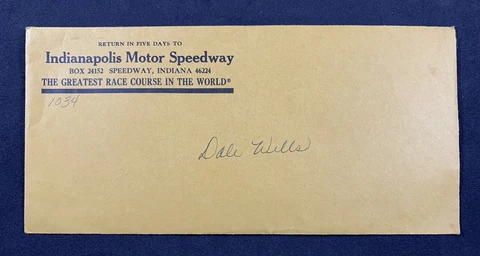 RETURN IN FIVE DAYS TO
Indianapolis Motor Speedway
BOX 24152 SPEEDWAY, INDIANA 46224
THE GREATEST RACE COURSE IN THE WORLD®
1034
Dale Wells